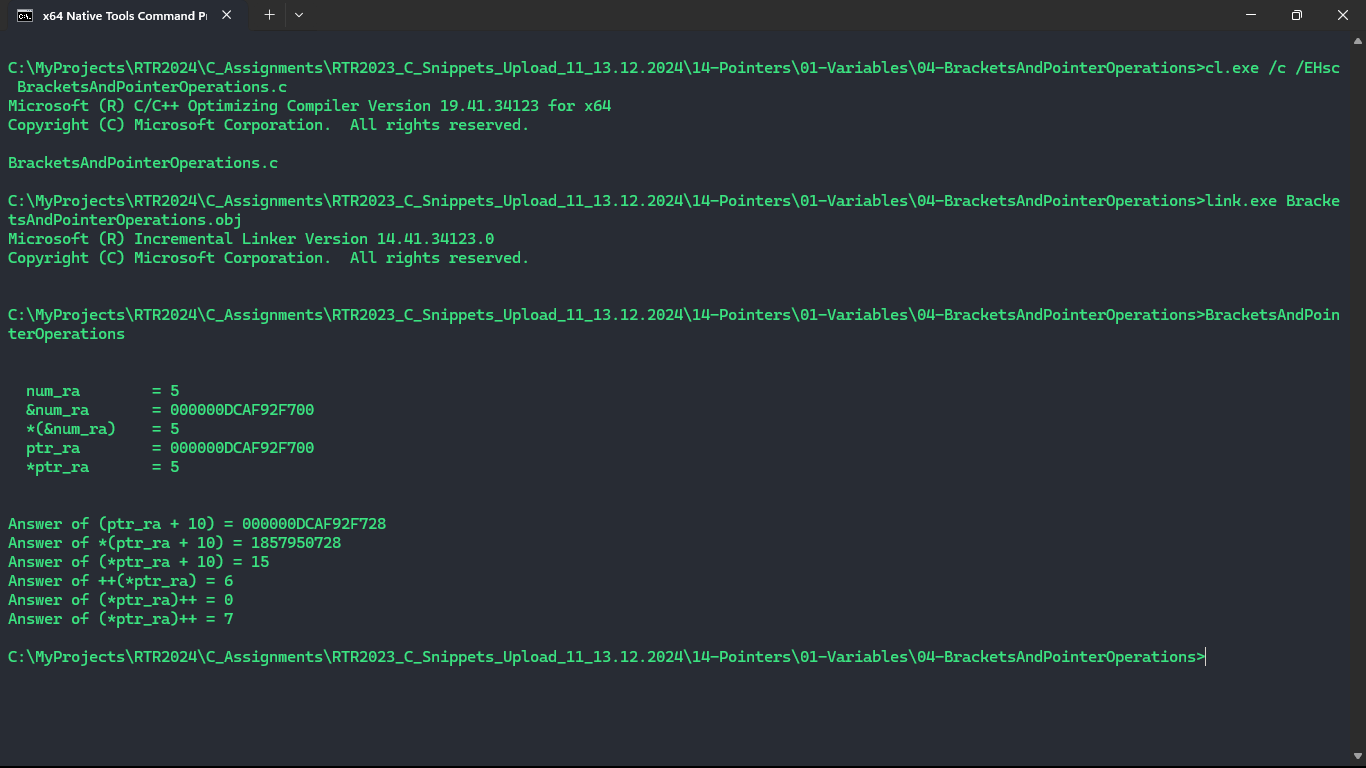 x64 Native Tools Command Pr
C:\MyProjects\RTR2024\C_Assignments\RTR2023_C_Snippets_Upload_11_13.12.2024\14-Pointers\01-Variables\04-BracketsAndPointerOperations>cl.exe /c /EHsc
BracketsAndPointerOperations.c
Microsoft (R) C/C++ Optimizing Compiler Version 19.41.34123 for x64
Copyright (C) Microsoft Corporation.  All rights reserved.
BracketsAndPointerOperations.c
C:\MyProjects\RTR2024\C_Assignments\RTR2023_C_Snippets_Upload_11_13.12.2024\14-Pointers\01-Variables\04-BracketsAndPointerOperations>link.exe Bracke
tsAndPointerOperations.obj
Microsoft (R) Incremental Linker Version 14.41.34123.0
Copyright (C) Microsoft Corporation.  All rights reserved.
C:\MyProjects\RTR2024\C_Assignments\RTR2023_C_Snippets_Upload_11_13.12.2024\14-Pointers\01-Variables\04-BracketsAndPointerOperations>BracketsAndPoin
terOperations
num_ra        = 5
&num_ra       = 000000DCAF92F700
*(&num_ra)    = 5
ptr_ra        = 000000DCAF92F700
*ptr_ra       = 5
Answer of (ptr_ra + 10) = 000000DCAF92F728
Answer of *(ptr_ra + 10) = 1857950728
Answer of (*ptr_ra + 10) = 15
Answer of ++(*ptr_ra) = 6
Answer of (*ptr_ra)++ = 0
Answer of (*ptr_ra)++ = 7
C:\MyProjects\RTR2024\C_Assignments\RTR2023_C_Snippets_Upload_11_13.12.2024\14-Pointers\01-Variables\04-BracketsAndPointerOperations>